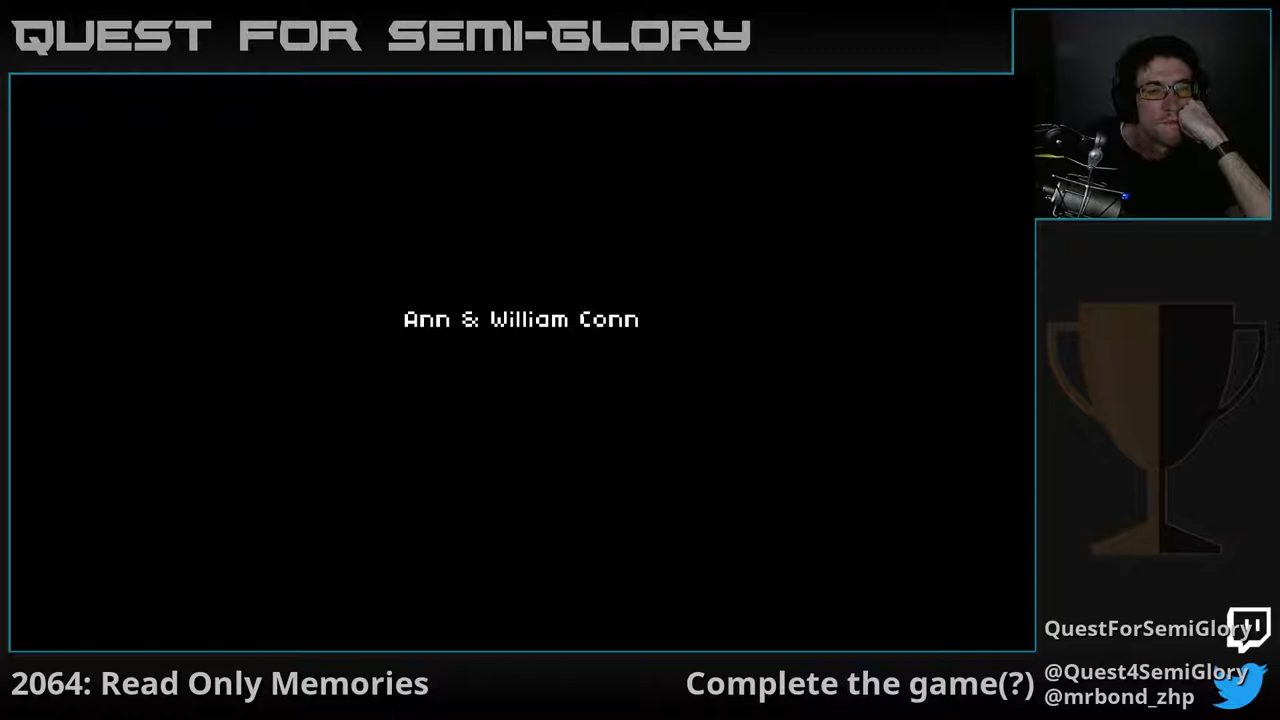 QUEST FOR SEMI-GLORY
Ann & William Conn
QuestForSemiGlory
@Quest4SemiGlory
@mrbond_zhp
2064: Read Only Memories
Complete the game(?)